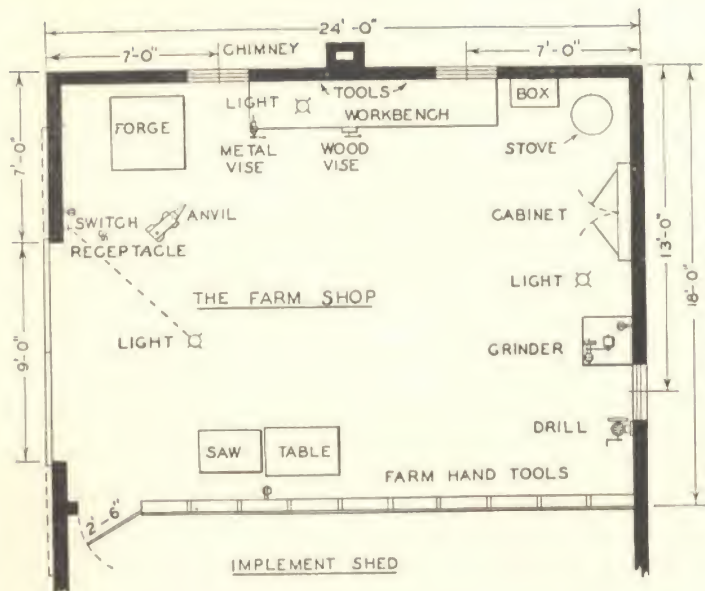 24'-0"
7'-0"
CHIMNEY
7'-0"
LIGHT
TOOLS
WORKBENCH
BOX
FORGE
METAL
VISE
WOOD
VISE
STOVE
7'-0"
SWITCH
ANVIL
RECEPTACLE
CABINET
13'-0"
18'-0"
THE FARM SHOP
LIGHT
LIGHT
GRINDER
9'-0"
DRILL
SAW
TABLE
FARM HAND TOOLS
2'-6"
IMPLEMENT SHED